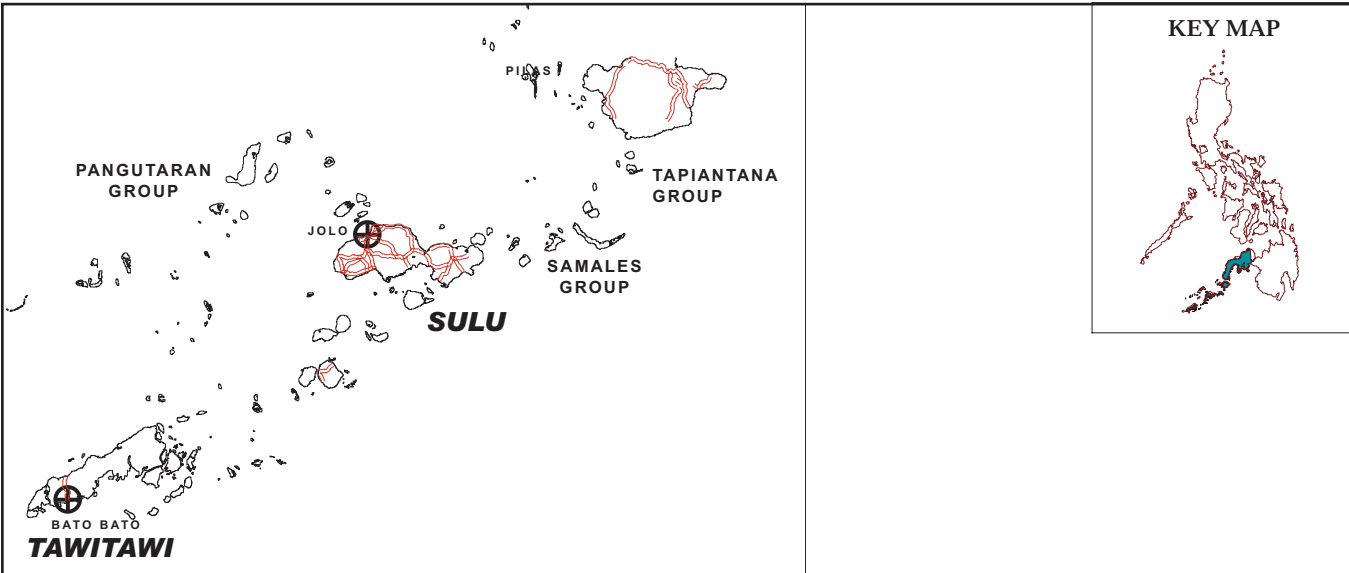 KEY MAP
PILAS
PANGUTARAN
GROUP
TAPIANTANA
GROUP
JOLO
SAMALES
GROUP
SULU
BATO BATO
TAWITAWI